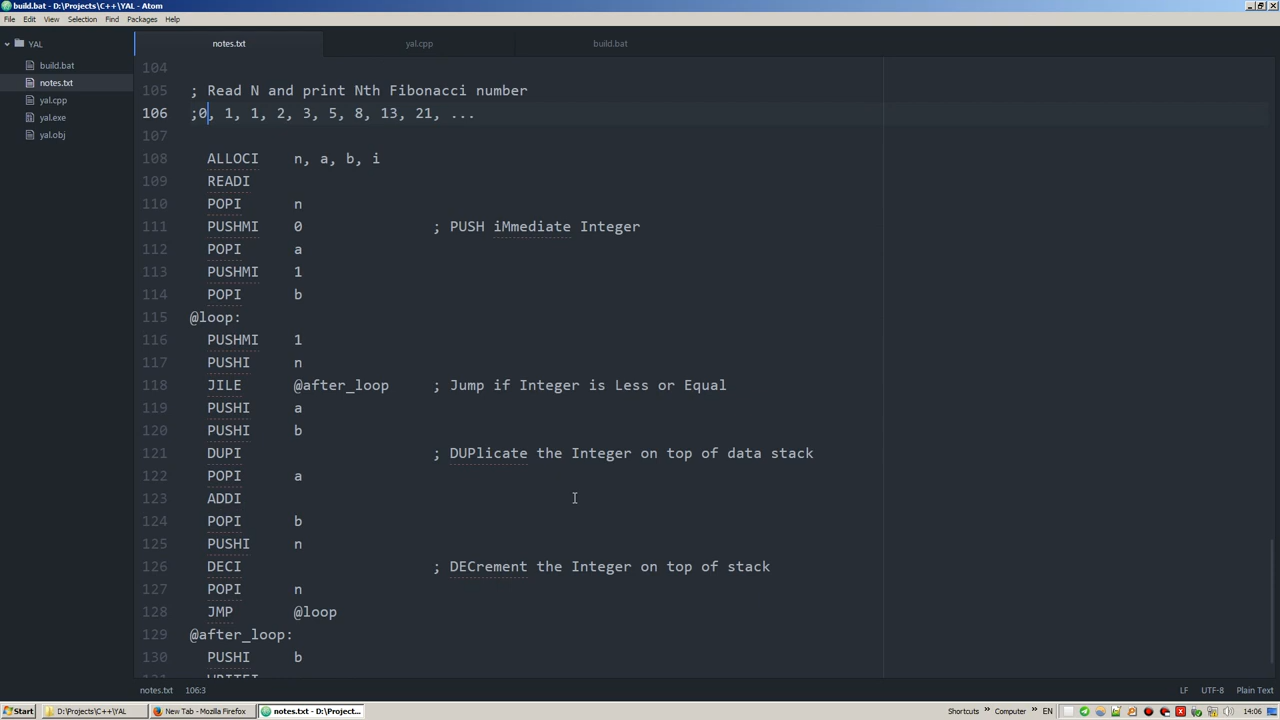 build.bat - D:\Projects\C++\YAL - Atom
File Edit View Selection Find Packages Help
YAL
build.bat
notes.txt
yal.cpp
yal.exe
yal.obj
notes.txt yal.cpp build.bat
104
105 ; Read N and print Nth Fibonacci number
106 ;0, 1, 1, 2, 3, 5, 8, 13, 21, ...
107
108 ALLOCI n, a, b, i
109 READI
110 POPI n
111 PUSHMI 0 ; PUSH iMmediate Integer
112 POPI a
113 PUSHMI 1
114 POPI b
115 @loop:
116 PUSHMI 1
117 PUSHI n
118 JILE @after_loop ; Jump if Integer is Less or Equal
119 PUSHI a
120 PUSHI b
121 DUPI ; DUPlicate the Integer on top of data stack
122 POPI a
123 ADDI
124 POPI b
125 PUSHI n
126 DECI ; DECrement the Integer on top of stack
127 POPI n
128 JMP @loop
129 @after_loop:
130 PUSHI b
notes.txt 106:3 LF UTF-8 Plain Text
Start D:\Projects\C++\YAL New Tab - Mozilla Firefox notes.txt - D:\Project... Shortcuts » Computer » EN 14:06